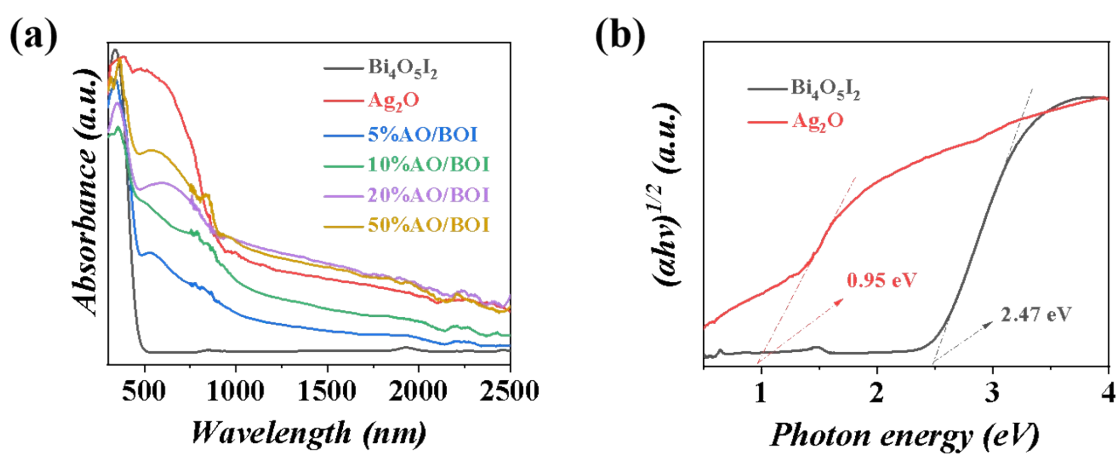 (a)
Absorbance (a.u.)
Bi₄O₅I₂
Ag₂O
5%AO/BOI
10%AO/BOI
20%AO/BOI
50%AO/BOI
500 1000 1500 2000 2500
Wavelength (nm)
(b)
(αhν)¹/² (a.u.)
Bi₄O₅I₂
Ag₂O
0.95 eV
2.47 eV
1 2 3 4
Photon energy (eV)